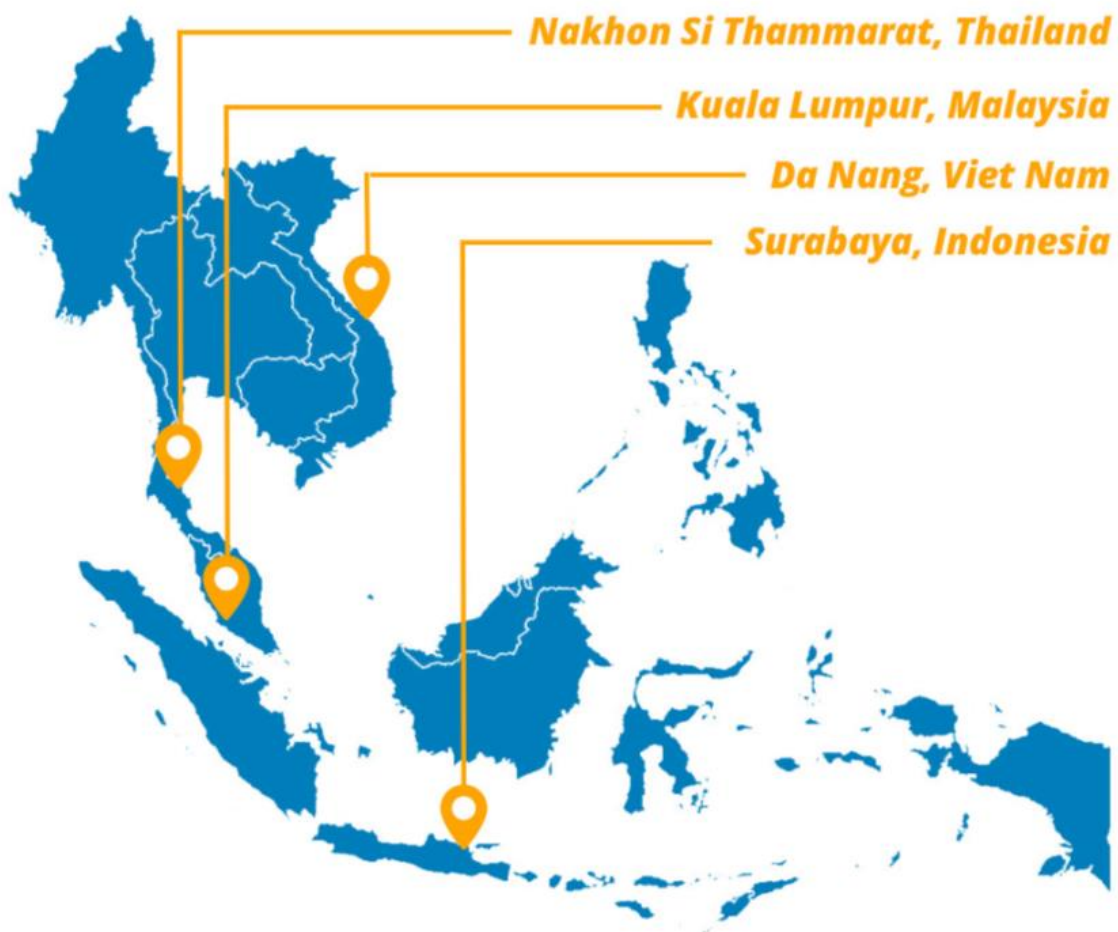 Nakhon Si Thammarat, Thailand
Kuala Lumpur, Malaysia
Da Nang, Viet Nam
Surabaya, Indonesia